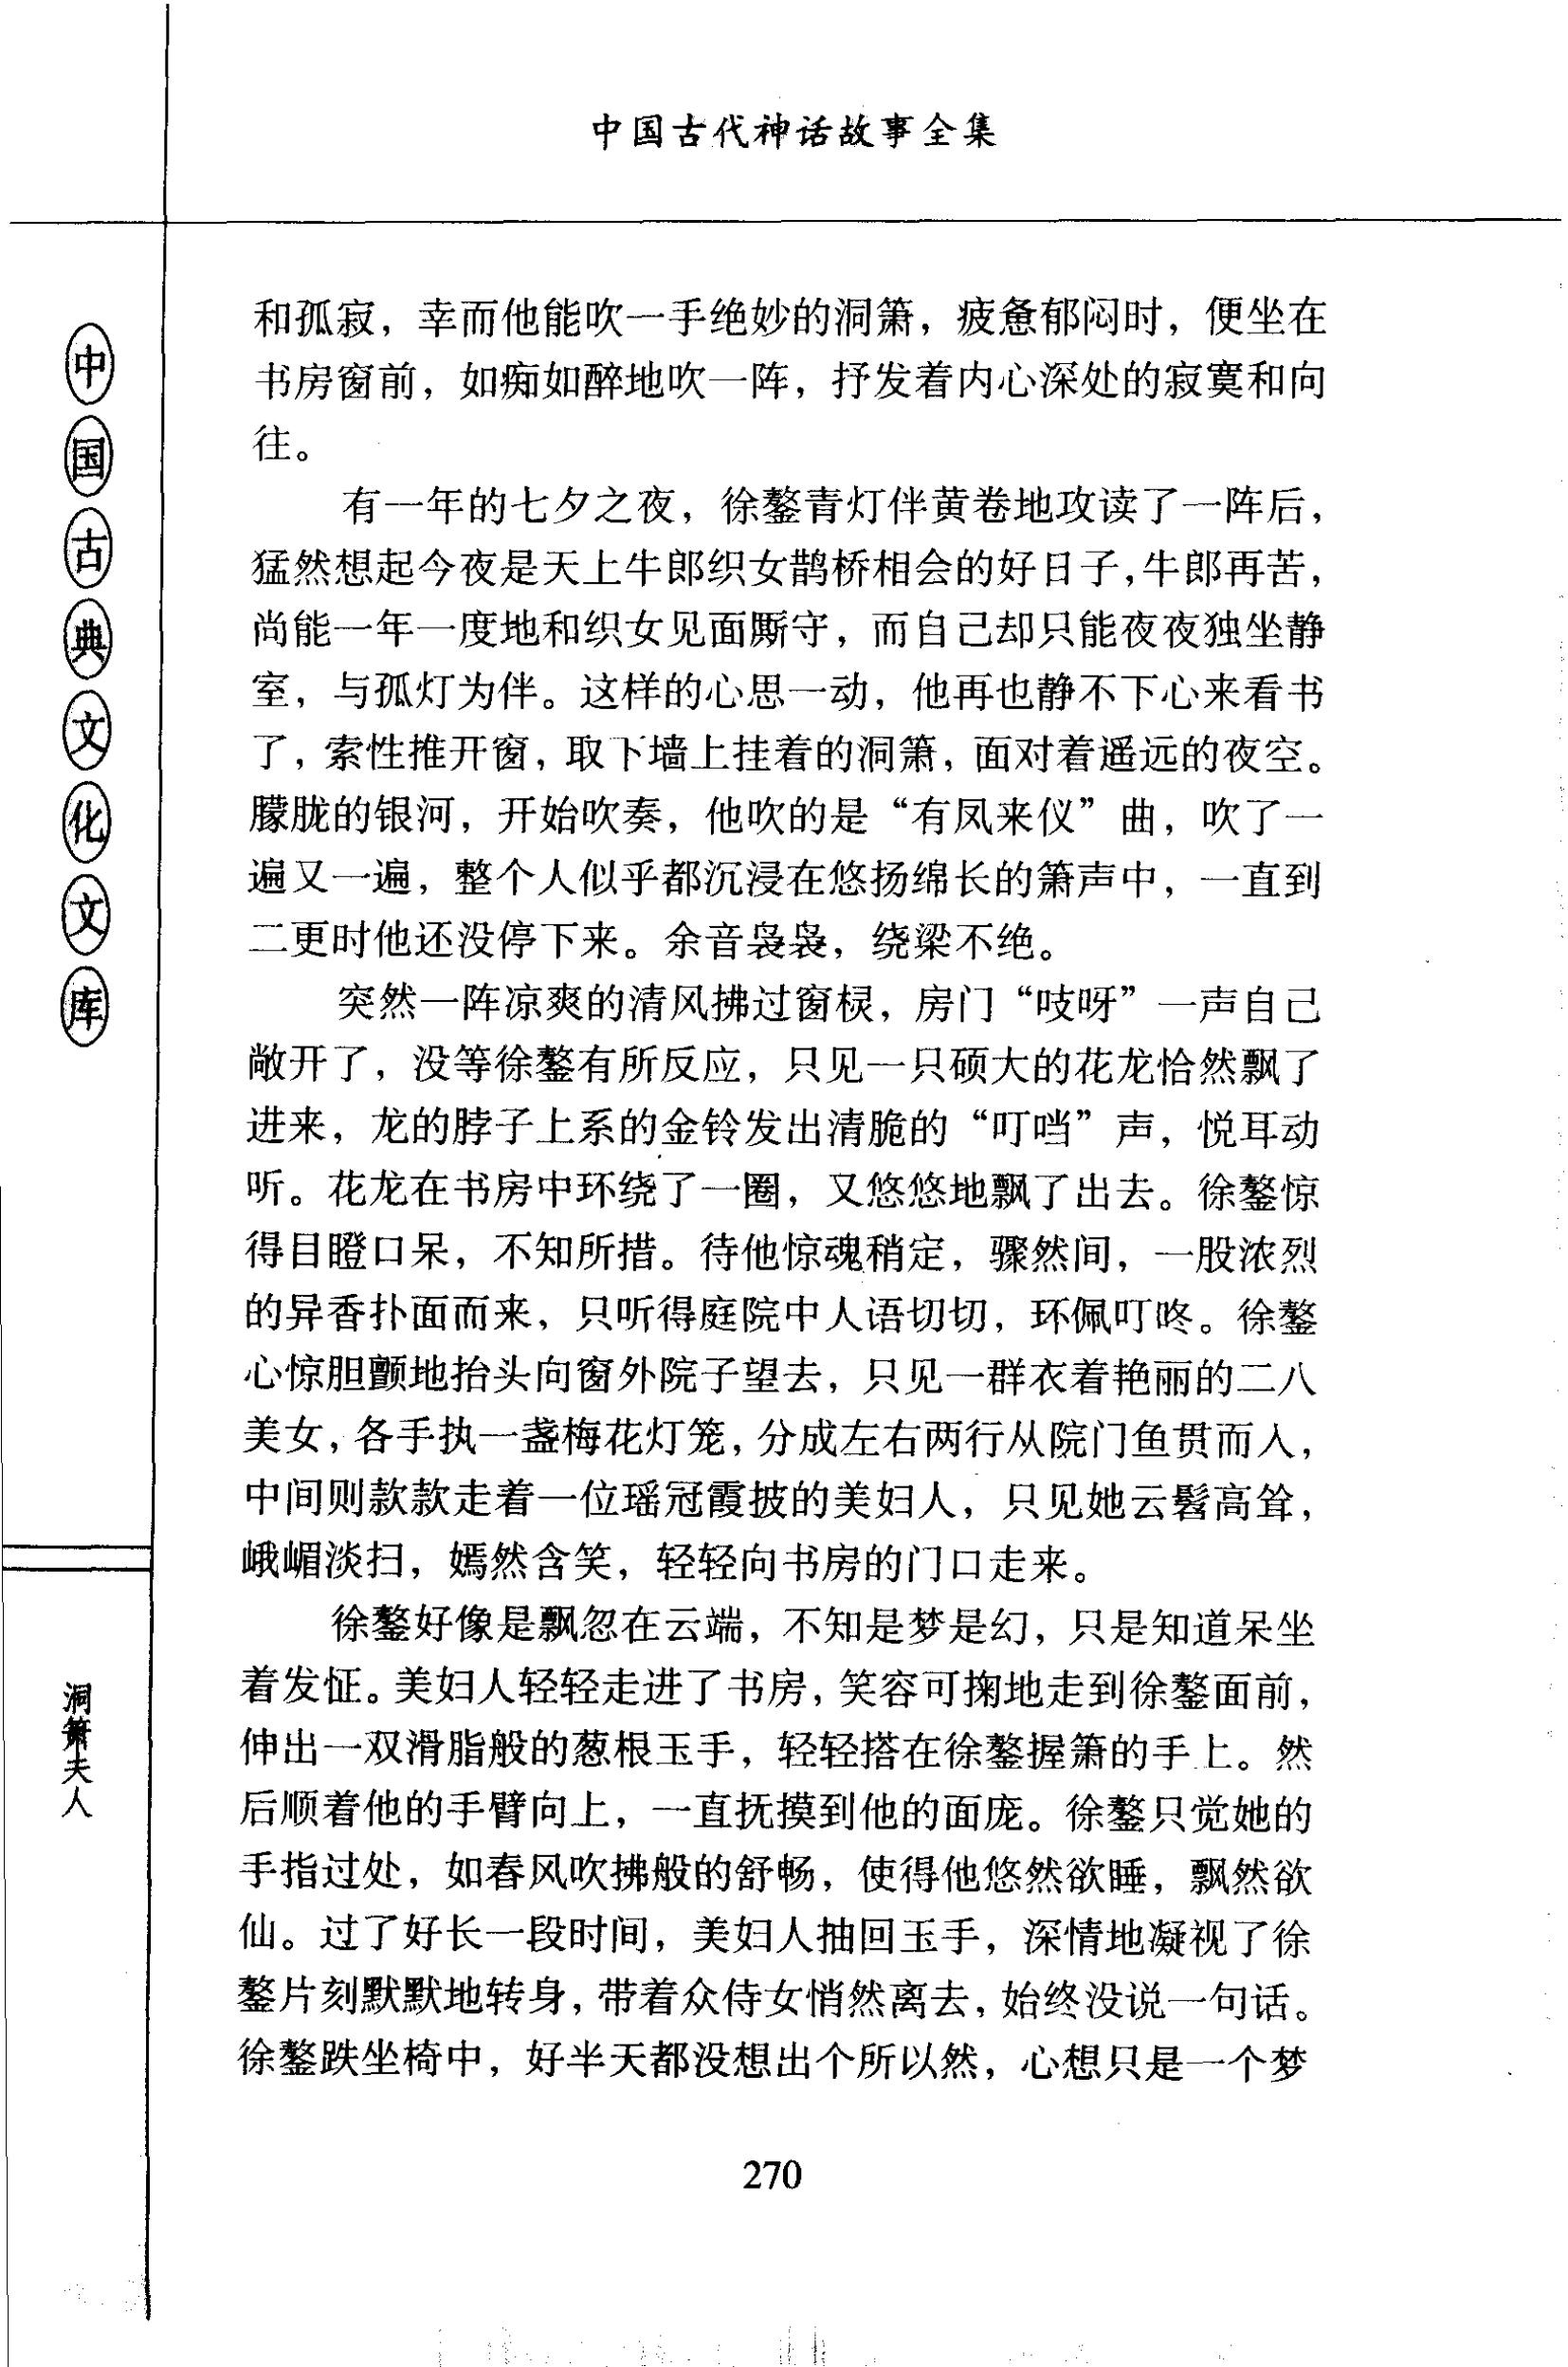 中国古代神话故事全集
中国古典文化文库
洞箫夫人
和孤寂，幸而他能吹一手绝妙的洞箫，疲惫郁闷时，便坐在
书房窗前，如痴如醉地吹一阵，抒发着内心深处的寂寞和向
往。
有一年的七夕之夜，徐鏊青灯伴黄卷地攻读了一阵后，
猛然想起今夜是天上牛郎织女鹊桥相会的好日子，牛郎再苦，
尚能一年一度地和织女见面厮守，而自己却只能夜夜独坐静
室，与孤灯为伴。这样的心思一动，他再也静不下心来看书
了，索性推开窗，取下墙上挂着的洞箫，面对着遥远的夜空。
朦胧的银河，开始吹奏，他吹的是“有凤来仪”曲，吹了一
遍又一遍，整个人似乎都沉浸在悠扬绵长的箫声中，一直到
二更时他还没停下来。余音袅袅，绕梁不绝。
突然一阵凉爽的清风拂过窗棂，房门“吱呀”一声自己
敞开了，没等徐鏊有所反应，只见一只硕大的花龙恰然飘了
进来，龙的脖子上系的金铃发出清脆的“叮当”声，悦耳动
听。花龙在书房中环绕了一圈，又悠悠地飘了出去。徐鏊惊
得目瞪口呆，不知所措。待他惊魂稍定，骤然间，一股浓烈
的异香扑面而来，只听得庭院中人语切切，环佩叮咚。徐鏊
心惊胆颤地抬头向窗外院子望去，只见一群衣着艳丽的二八
美女，各手执一盏梅花灯笼，分成左右两行从院门鱼贯而入，
中间则款款走着一位瑶冠霞披的美妇人，只见她云髻高耸，
峨嵋淡扫，嫣然含笑，轻轻向书房的门口走来。
徐鏊好像是飘忽在云端，不知是梦是幻，只是知道呆坐
着发怔。美妇人轻轻走进了书房，笑容可掬地走到徐鏊面前，
伸出一双滑脂般的葱根玉手，轻轻搭在徐鏊握箫的手上。然
后顺着他的手臂向上，一直抚摸到他的面庞。徐鏊只觉她的
手指过处，如春风吹拂般的舒畅，使得他悠然欲睡，飘然欲
仙。过了好长一段时间，美妇人抽回玉手，深情地凝视了徐
鏊片刻默默地转身，带着众侍女悄然离去，始终没说一句话。
徐鏊跌坐椅中，好半天都没想出个所以然，心想只是一个梦
270